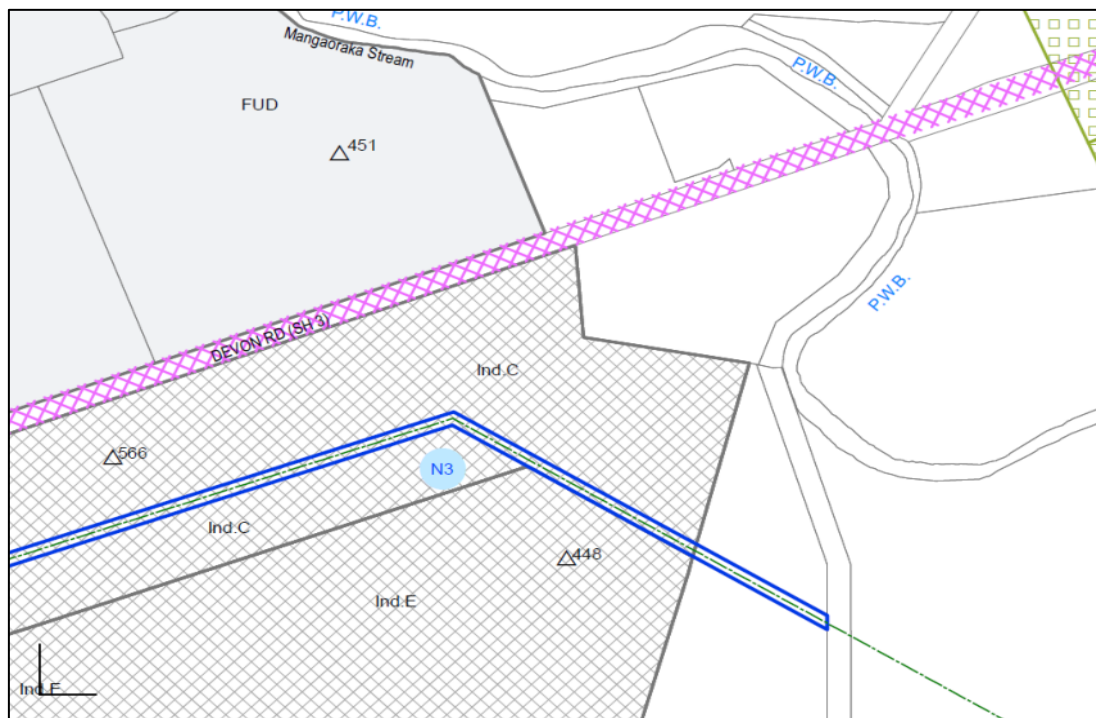 P.W.B.
Mangaoraka Stream
P.W.B.
FUD
451
P.W.B.
DEVON RD (SH 3)
Ind.C
566
N3
Ind.C
448
Ind.E
Ind.E